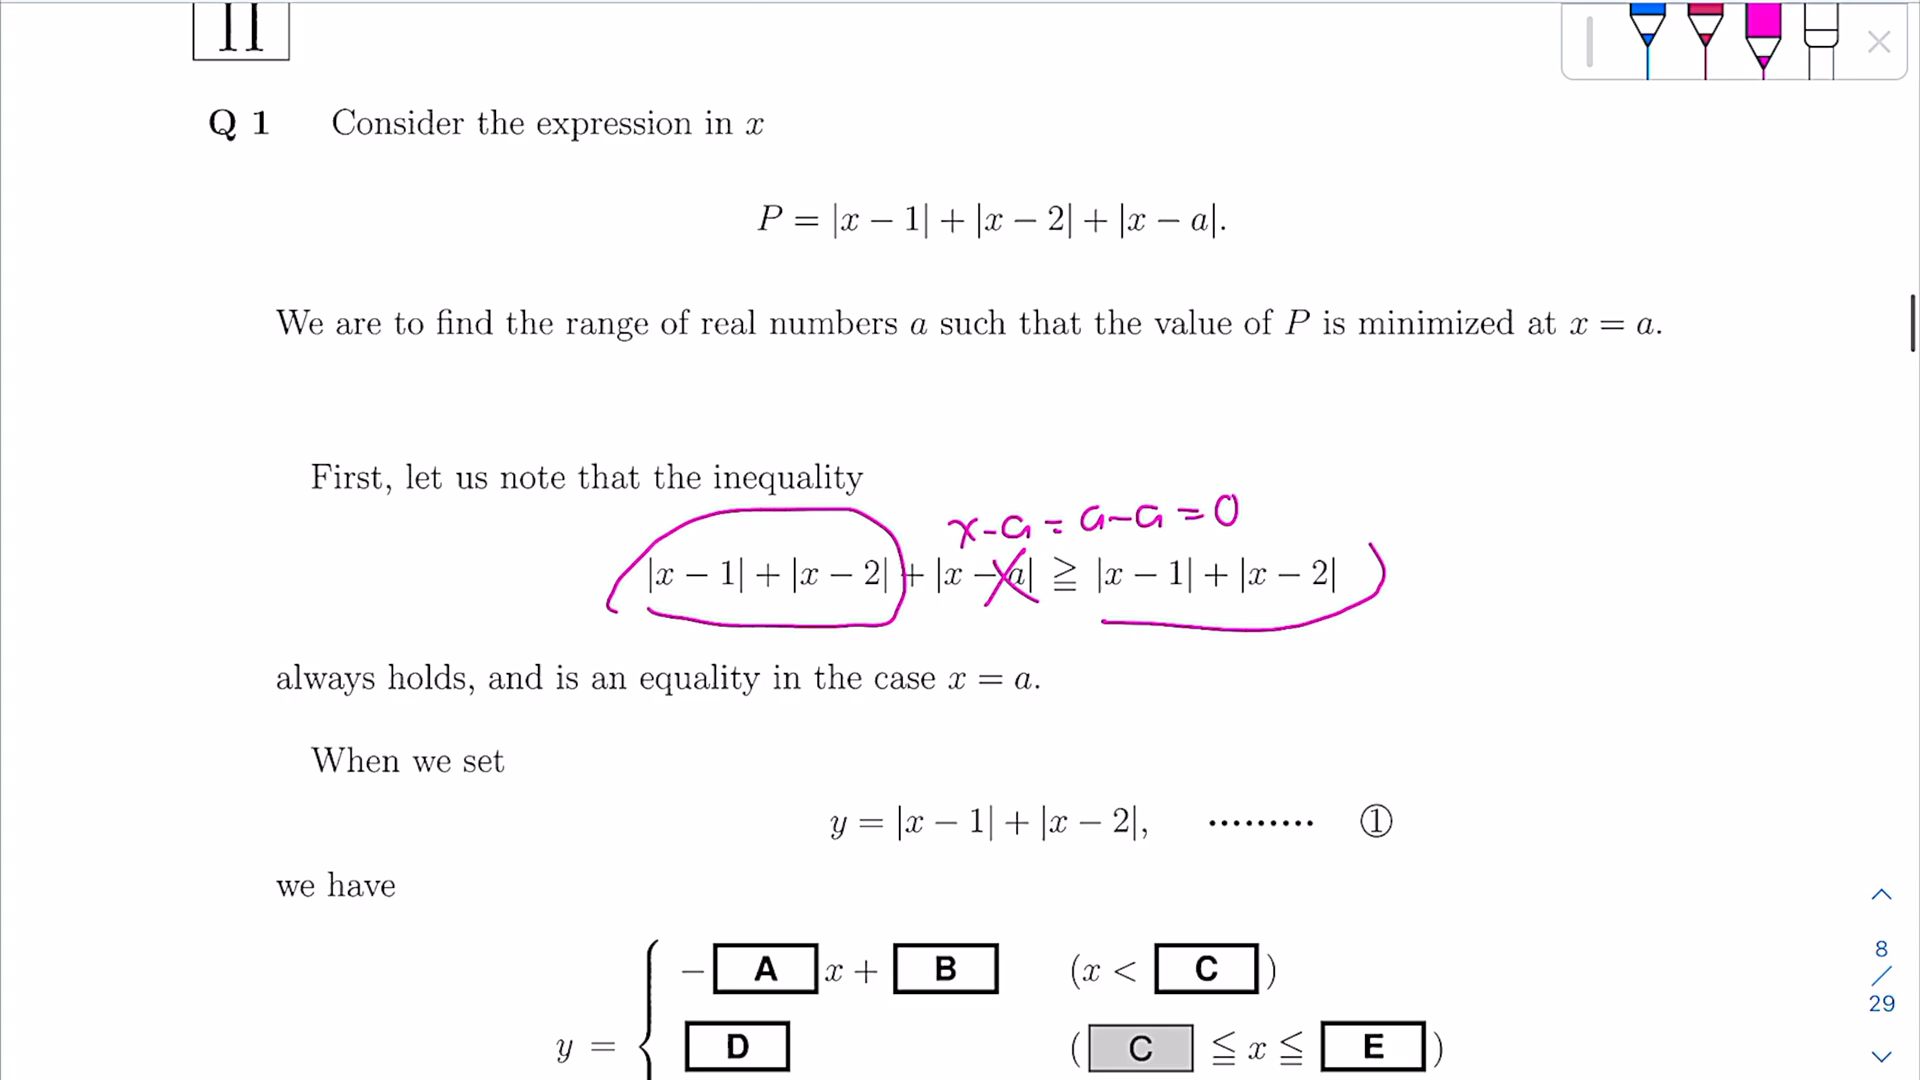 II
Q 1 Consider the expression in x
P = |x − 1| + |x − 2| + |x − a|.
We are to find the range of real numbers a such that the value of P is minimized at x = a.
First, let us note that the inequality
x-a = a-a = 0
|x − 1| + |x − 2| + |x − a| ≧ |x − 1| + |x − 2|
always holds, and is an equality in the case x = a.
When we set
y = |x − 1| + |x − 2|, ········· ①
we have
− A x + B (x < C )
y = { D ( C ≦ x ≦ E )
8
/
29